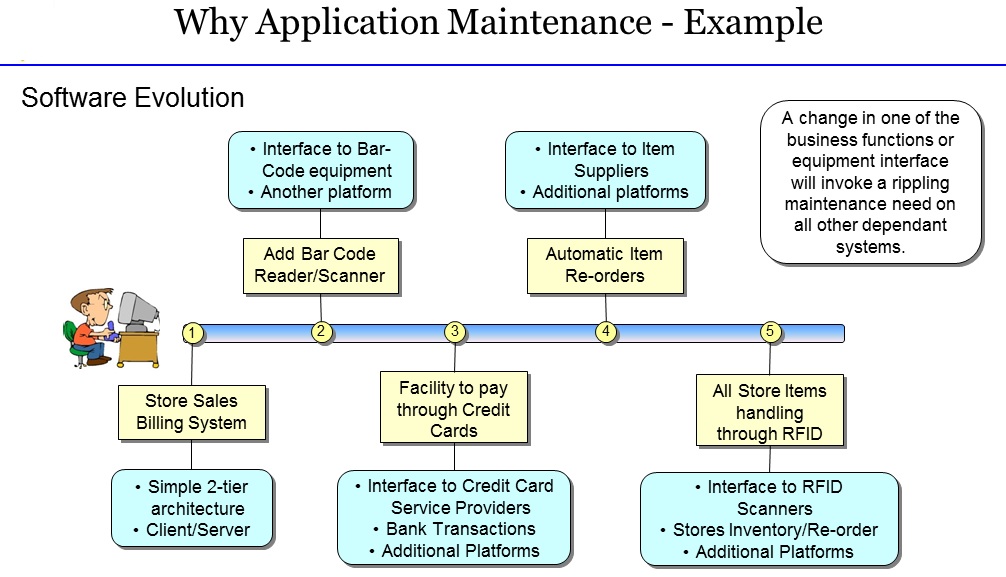 Why Application Maintenance - Example
Software Evolution
• Interface to Bar-
Code equipment
• Another platform
• Interface to Item
Suppliers
• Additional platforms
A change in one of the
business functions or
equipment interface
will invoke a rippling
maintenance need on
all other dependant
systems.
Add Bar Code
Reader/Scanner
Automatic Item
Re-orders
1
2
3
4
5
Store Sales
Billing System
Facility to pay
through Credit
Cards
All Store Items
handling
through RFID
• Simple 2-tier
architecture
• Client/Server
• Interface to Credit Card
Service Providers
• Bank Transactions
• Additional Platforms
• Interface to RFID
Scanners
• Stores Inventory/Re-order
• Additional Platforms